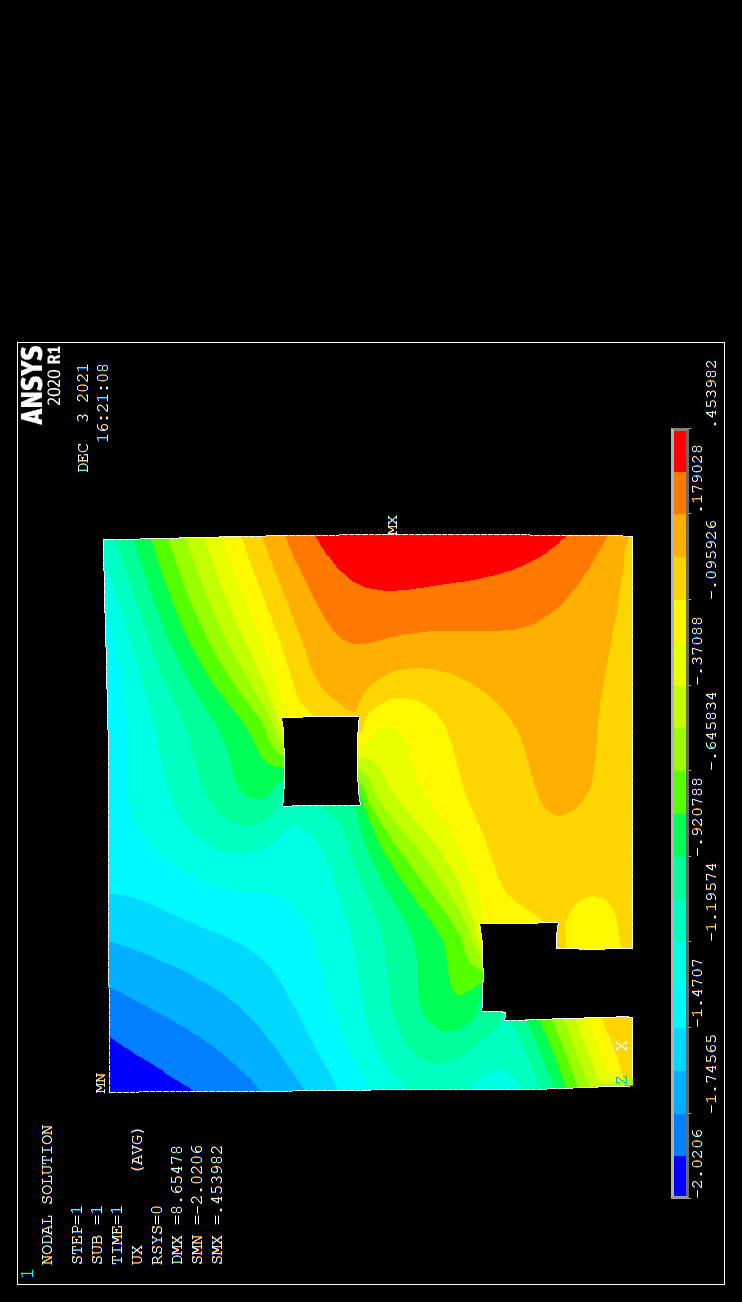 1
NODAL SOLUTION
STEP=1
SUB =1
TIME=1
UX (AVG)
RSYS=0
DMX =8.65478
SMN =-2.0206
SMX =.453982
ANSYS
2020 R1
DEC 3 2021
16:21:08
MN
MX
X
Z
-2.0206
-1.74565
-1.4707
-1.19574
-.920788
-.645834
-.37088
-.095926
.179028
.453982